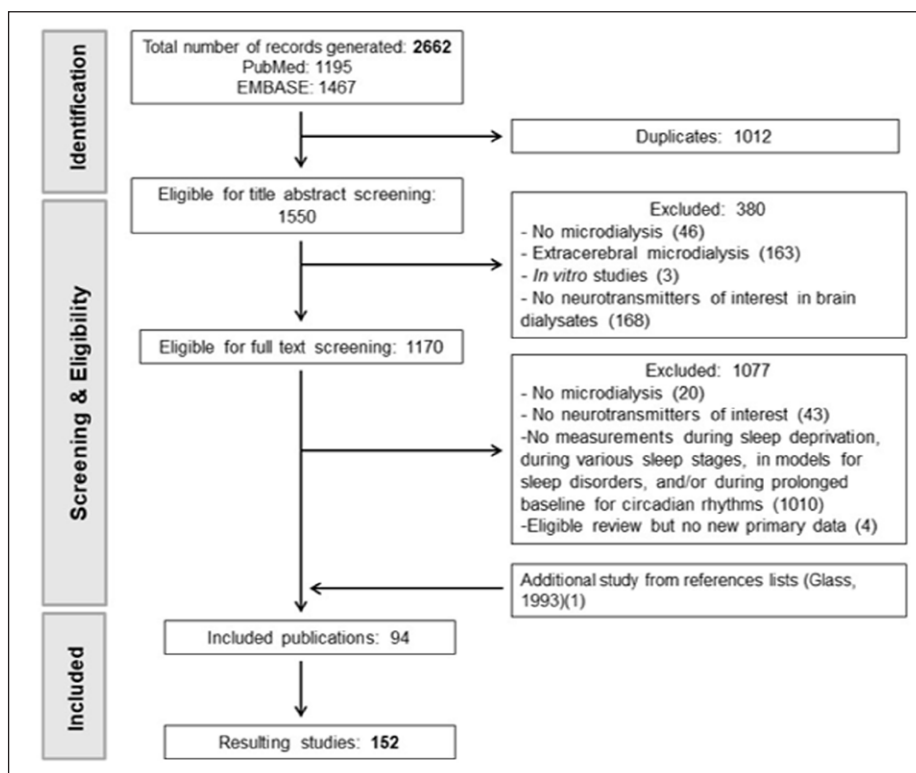 Identification
Total number of records generated: 2662
PubMed: 1195
EMBASE: 1467
Duplicates: 1012
Screening & Eligibility
Eligible for title abstract screening:
1550
Excluded: 380
- No microdialysis (46)
- Extracerebral microdialysis (163)
- In vitro studies (3)
- No neurotransmitters of interest in brain
dialysates (168)
Eligible for full text screening: 1170
Excluded: 1077
- No microdialysis (20)
- No neurotransmitters of interest (43)
-No measurements during sleep deprivation,
during various sleep stages, in models for
sleep disorders, and/or during prolonged
baseline for circadian rhythms (1010)
-Eligible review but no new primary data (4)
Additional study from references lists (Glass,
1993)(1)
Included
Included publications: 94
Resulting studies: 152